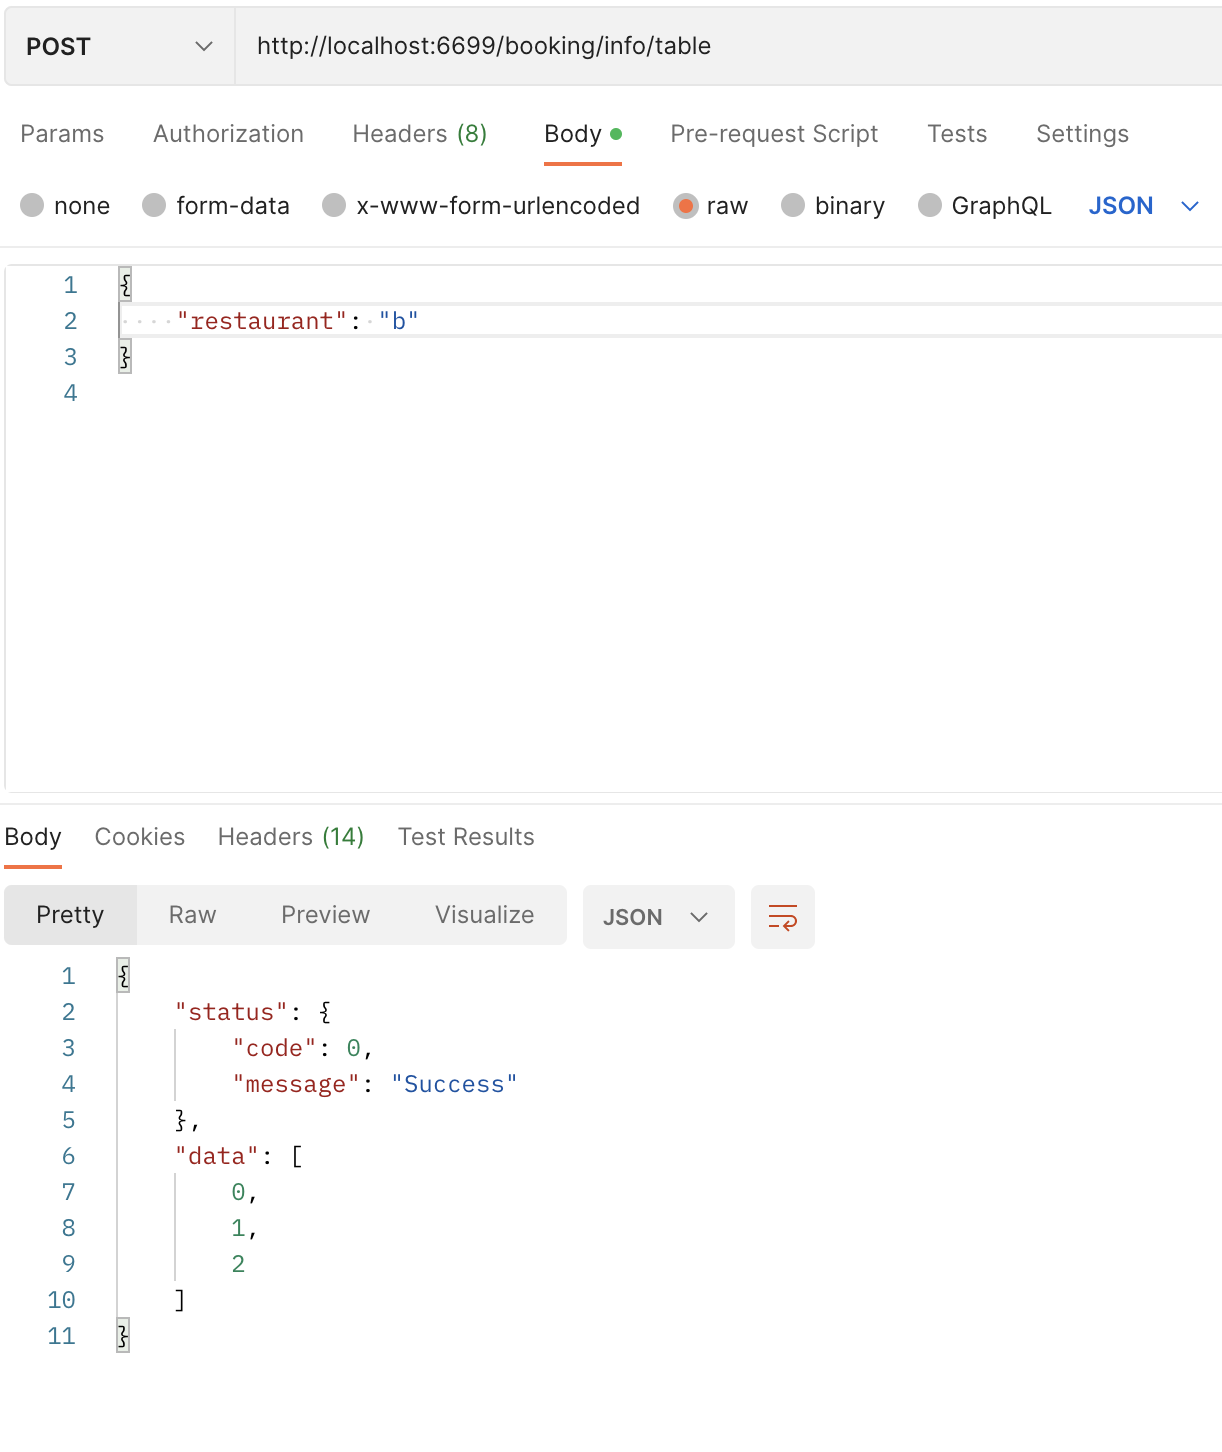 POST http://localhost:6699/booking/info/table
Params Authorization Headers (8) Body Pre-request Script Tests Settings
none form-data x-www-form-urlencoded raw binary GraphQL JSON
1 {
2 "restaurant": "b"
3 }
4
Body Cookies Headers (14) Test Results
Pretty Raw Preview Visualize JSON
1 {
2 "status": {
3 "code": 0,
4 "message": "Success"
5 },
6 "data": [
7 0,
8 1,
9 2
10 ]
11 }